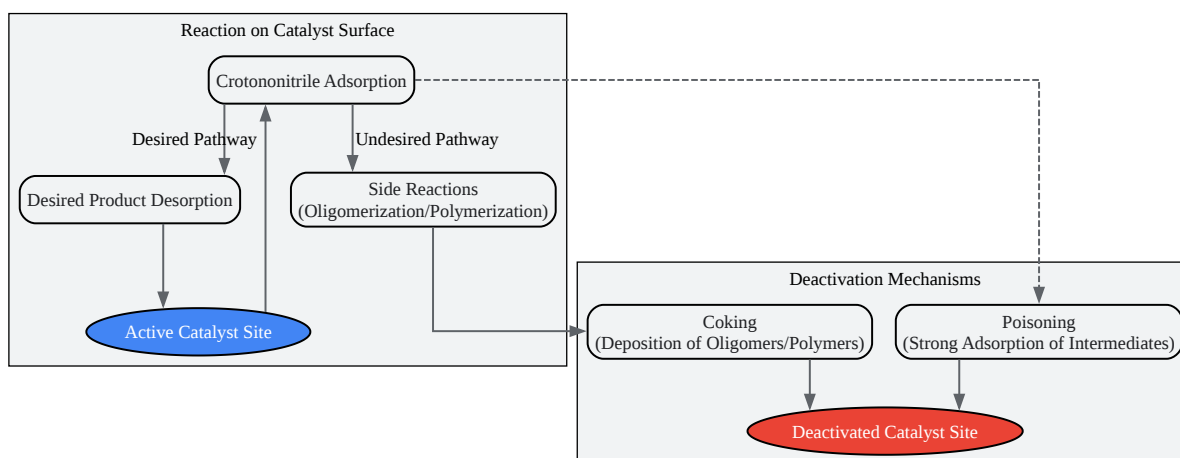 Reaction on Catalyst Surface
Crotononitrile Adsorption
Desired Pathway
Undesired Pathway
Desired Product Desorption
Side Reactions
(Oligomerization/Polymerization)
Active Catalyst Site
Deactivation Mechanisms
Coking
(Deposition of Oligomers/Polymers)
Poisoning
(Strong Adsorption of Intermediates)
Deactivated Catalyst Site